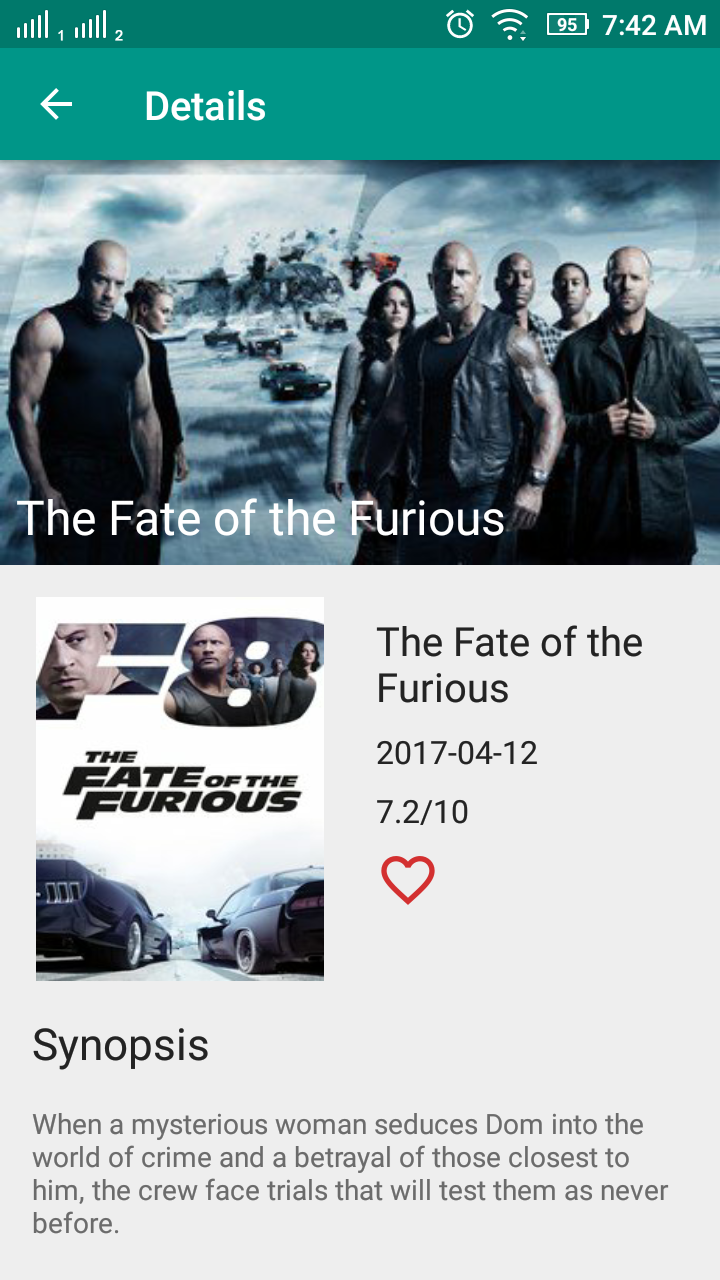 1 2 95 7:42 AM
Details
The Fate of the Furious
F8
THE
FATE OF THE
FURIOUS
The Fate of the
Furious
2017-04-12
7.2/10
Synopsis
When a mysterious woman seduces Dom into the
world of crime and a betrayal of those closest to
him, the crew face trials that will test them as never
before.